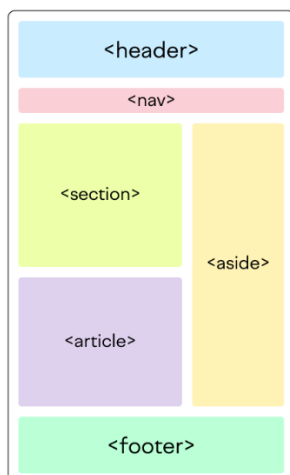 <header>
<nav>
<section>
<aside>
<article>
<footer>